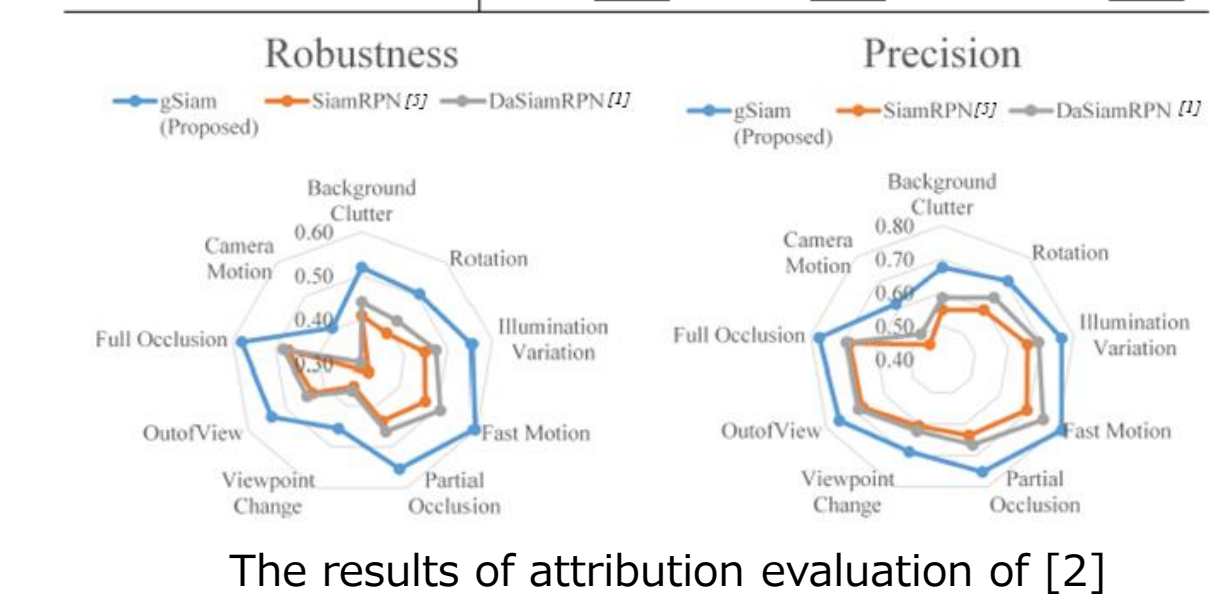 Robustness
gSiam
(Proposed)
SiamRPN[5]
DaSiamRPN[1]
Background
Clutter
0.60
0.50
0.40
0.30
Camera
Motion
Rotation
Full Occlusion
Illumination
Variation
OutofView
Fast Motion
Viewpoint
Change
Partial
Occlusion
Precision
gSiam
(Proposed)
SiamRPN[5]
DaSiamRPN [1]
Background
Clutter
0.80
0.70
0.60
0.50
0.40
Camera
Motion
Rotation
Full Occlusion
Illumination
Variation
OutofView
Fast Motion
Viewpoint
Change
Partial
Occlusion
The results of attribution evaluation of [2]